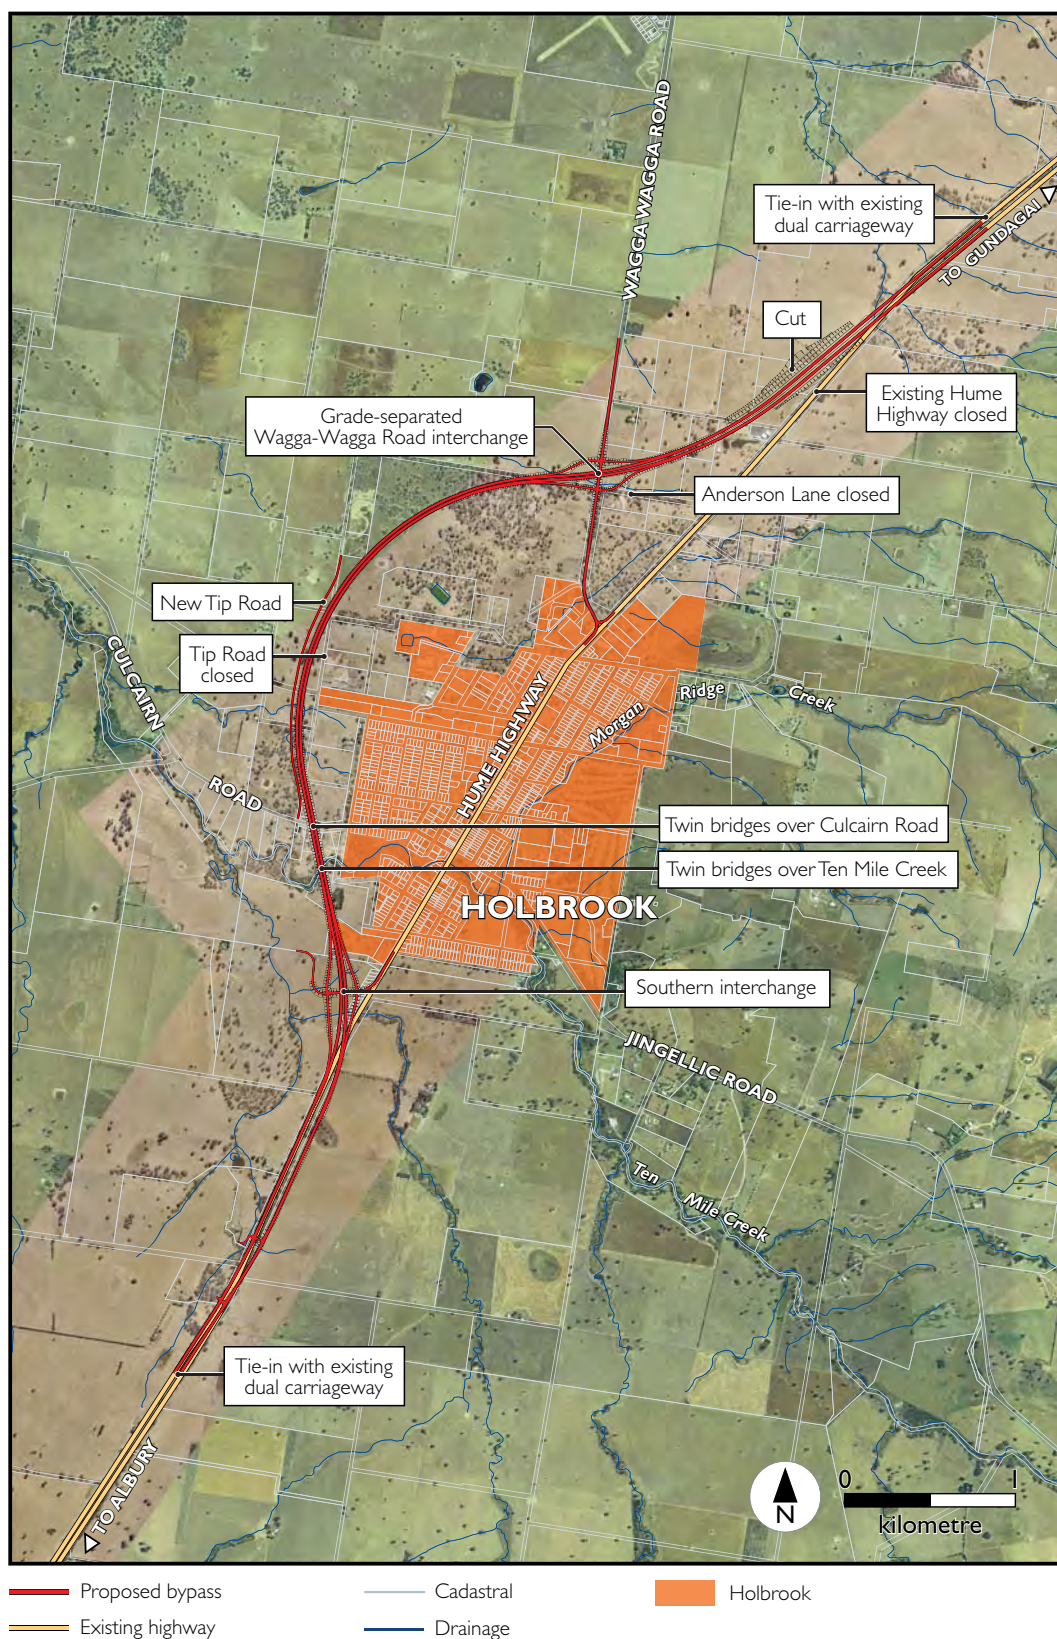 WAGGA WAGGA ROAD
Tie-in with existing
dual carriageway
TO GUNDAGAI
Cut
Existing Hume
Highway closed
Grade-separated
Wagga-Wagga Road interchange
Anderson Lane closed
New Tip Road
Tip Road
closed
CULCAIRN
ROAD
HUME HIGHWAY
Morgan
Ridge
Creek
Twin bridges over Culcairn Road
Twin bridges over Ten Mile Creek
HOLBROOK
Southern interchange
JINGELLIC ROAD
Ten
Mile Creek
Tie-in with existing
dual carriageway
TO ALBURY
N
0 1
kilometre
Proposed bypass
Cadastral
Holbrook
Existing highway
Drainage